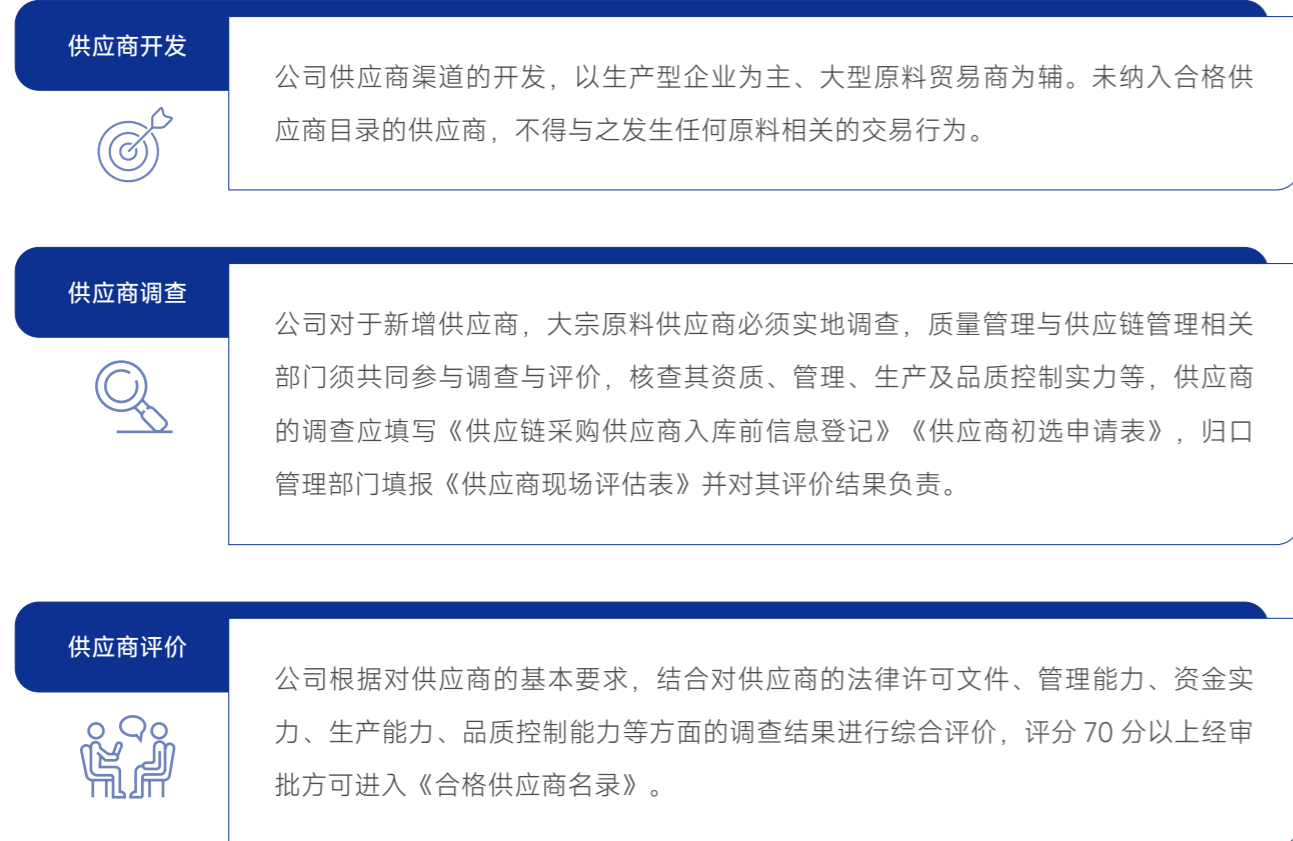 供应商开发
公司供应商渠道的开发，以生产型企业为主、大型原料贸易商为辅。未纳入合格供
应商目录的供应商，不得与之发生任何原料相关的交易行为。
供应商调查
公司对于新增供应商，大宗原料供应商必须实地调查，质量管理与供应链管理相关
部门须共同参与调查与评价，核查其资质、管理、生产及品质控制实力等，供应商
的调查应填写《供应链采购供应商入库前信息登记》《供应商初选申请表》，归口
管理部门填报《供应商现场评估表》并对其评价结果负责。
供应商评价
公司根据对供应商的基本要求，结合对供应商的法律许可文件、管理能力、资金实
力、生产能力、品质控制能力等方面的调查结果进行综合评价，评分 70 分以上经审
批方可进入《合格供应商名录》。